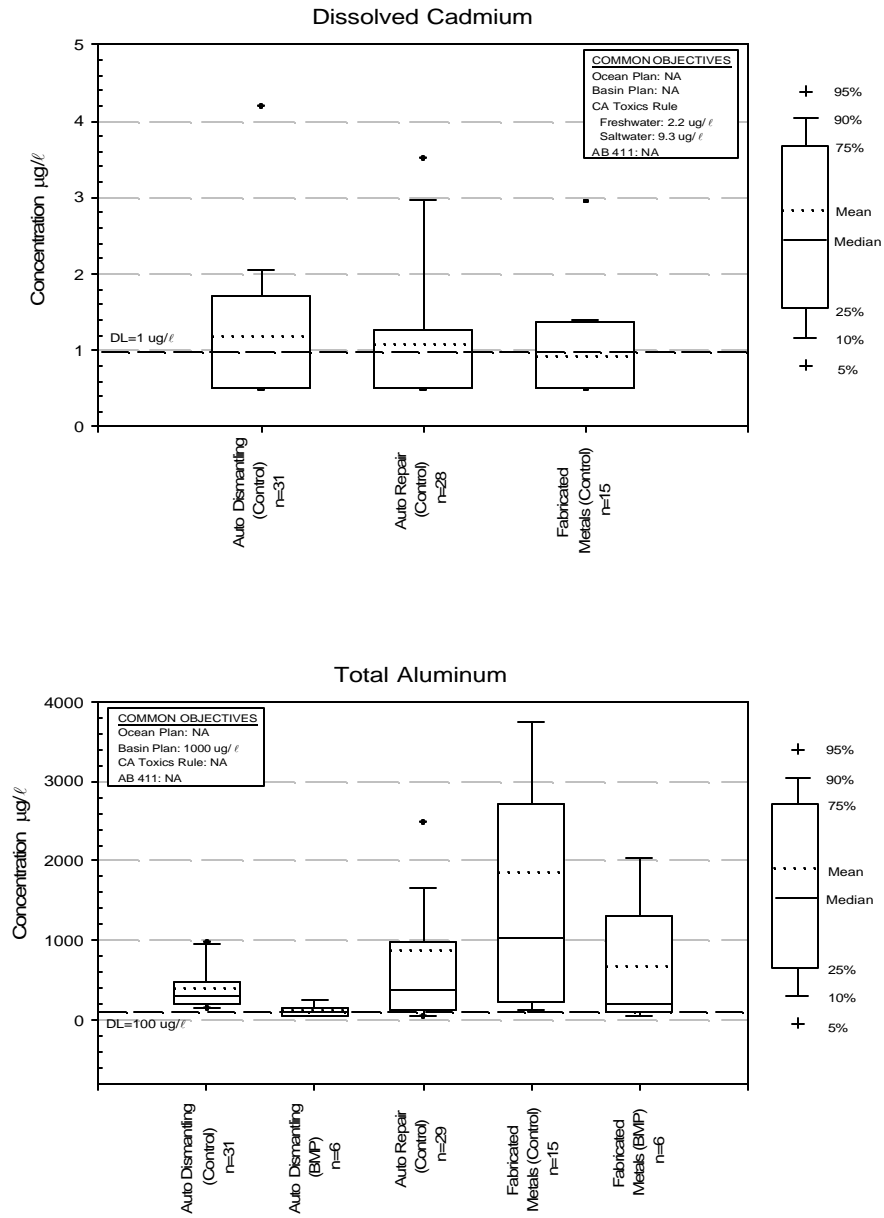 Dissolved Cadmium
5
4
3
2
1
0
Concentration µg/ℓ
DL=1 ug/ℓ
COMMON OBJECTIVES
Ocean Plan: NA
Basin Plan: NA
CA Toxics Rule
Freshwater: 2.2 ug/ℓ
Saltwater: 9.3 ug/ℓ
AB 411: NA
95%
90%
75%
Mean
Median
25%
10%
5%
Auto Dismantling
(Control)
n=31
Auto Repair
(Control)
n=28
Fabricated
Metals (Control)
n=15
Total Aluminum
4000
3000
2000
1000
0
Concentration µg/ℓ
DL=100 ug/ℓ
COMMON OBJECTIVES
Ocean Plan: NA
Basin Plan: 1000 ug/ℓ
CA Toxics Rule: NA
AB 411: NA
95%
90%
75%
Mean
Median
25%
10%
5%
Auto Dismantling
(Control)
n=31
Auto Dismantling
(BMP)
n=6
Auto Repair
(Control)
n=29
Fabricated
Metals (Control)
n=15
Fabricated
Metals (BMP)
n=6